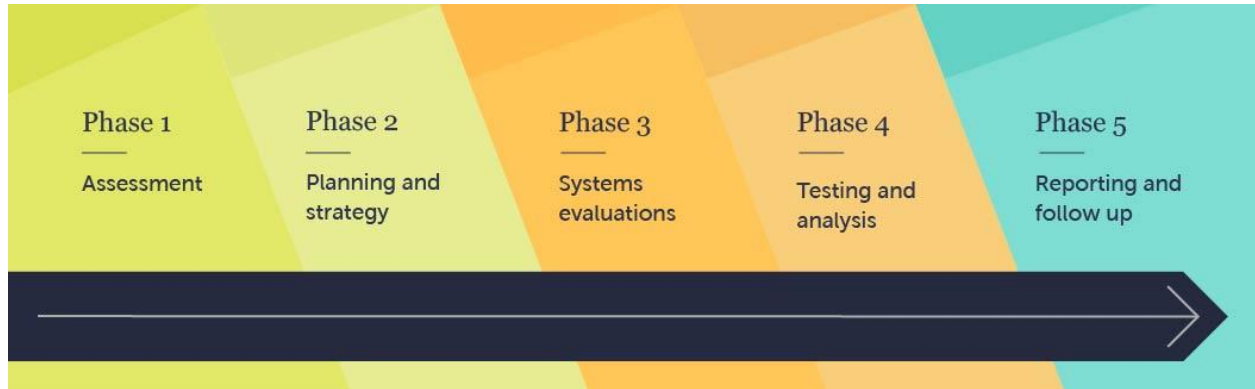 Phase 1
Assessment
Phase 2
Planning and
strategy
Phase 3
Systems
evaluations
Phase 4
Testing and
analysis
Phase 5
Reporting and
follow up